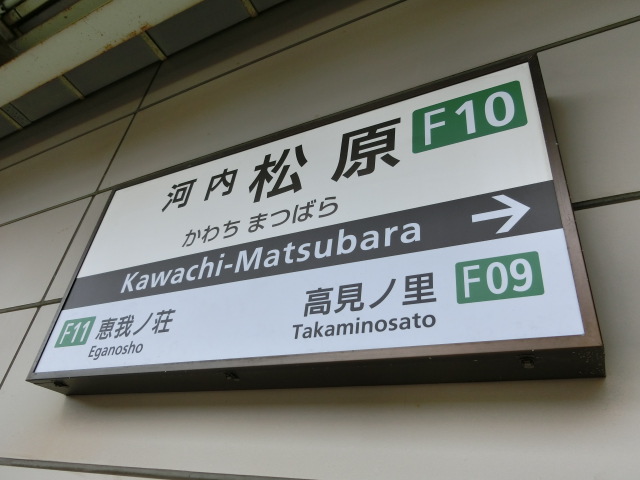 河内松原 F10
かわち まつばら
Kawachi-Matsubara →
F11 恵我ノ荘
Eganosho
高見ノ里 F09
Takaminosato